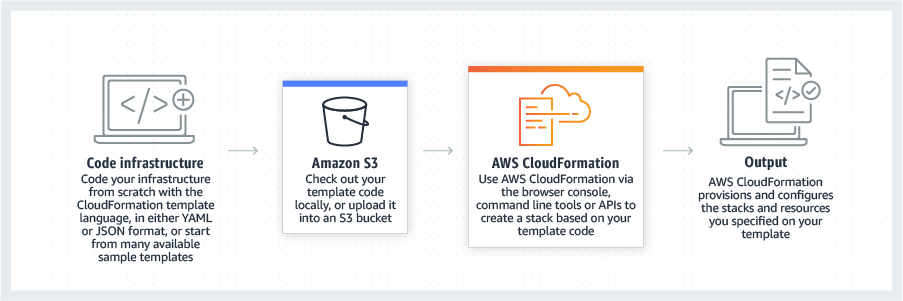 Code infrastructure
Code your infrastructure
from scratch with the
CloudFormation template
language, in either YAML
or JSON format, or start
from many available
sample templates
Amazon S3
Check out your
template code
locally, or upload it
into an S3 bucket
AWS CloudFormation
Use AWS CloudFormation via
the browser console,
command line tools or APIs to
create a stack based on your
template code
Output
AWS CloudFormation
provisions and configures
the stacks and resources
you specified on your
template